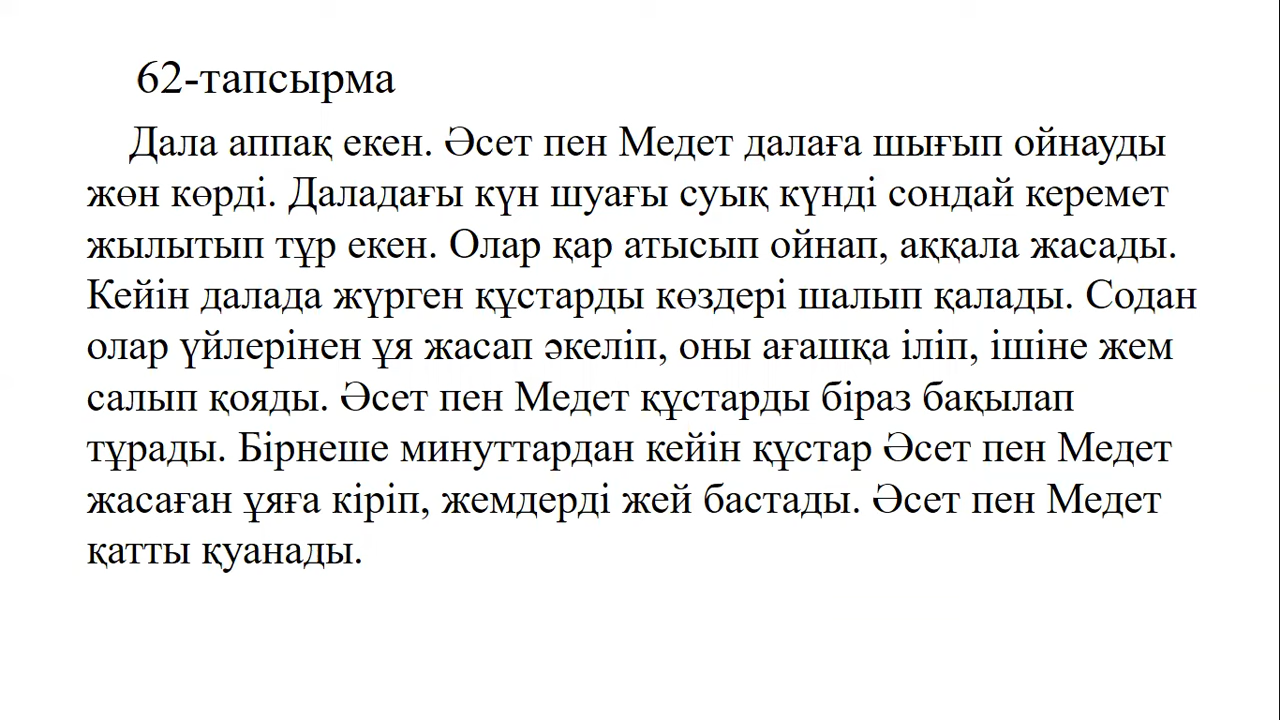 62-тапсырма
Дала аппақ екен. Әсет пен Медет далаға шығып ойнауды
жөн көрді. Даладағы күн шуағы суық күнді сондай керемет
жылытып тұр екен. Олар қар атысып ойнап, аққала жасады.
Кейін далада жүрген құстарды көздері шалып қалады. Содан
олар үйлерінен ұя жасап әкеліп, оны ағашқа іліп, ішіне жем
салып қояды. Әсет пен Медет құстарды біраз бақылап
тұрады. Бірнеше минуттардан кейін құстар Әсет пен Медет
жасаған ұяға кіріп, жемдерді жей бастады. Әсет пен Медет
қатты қуанады.